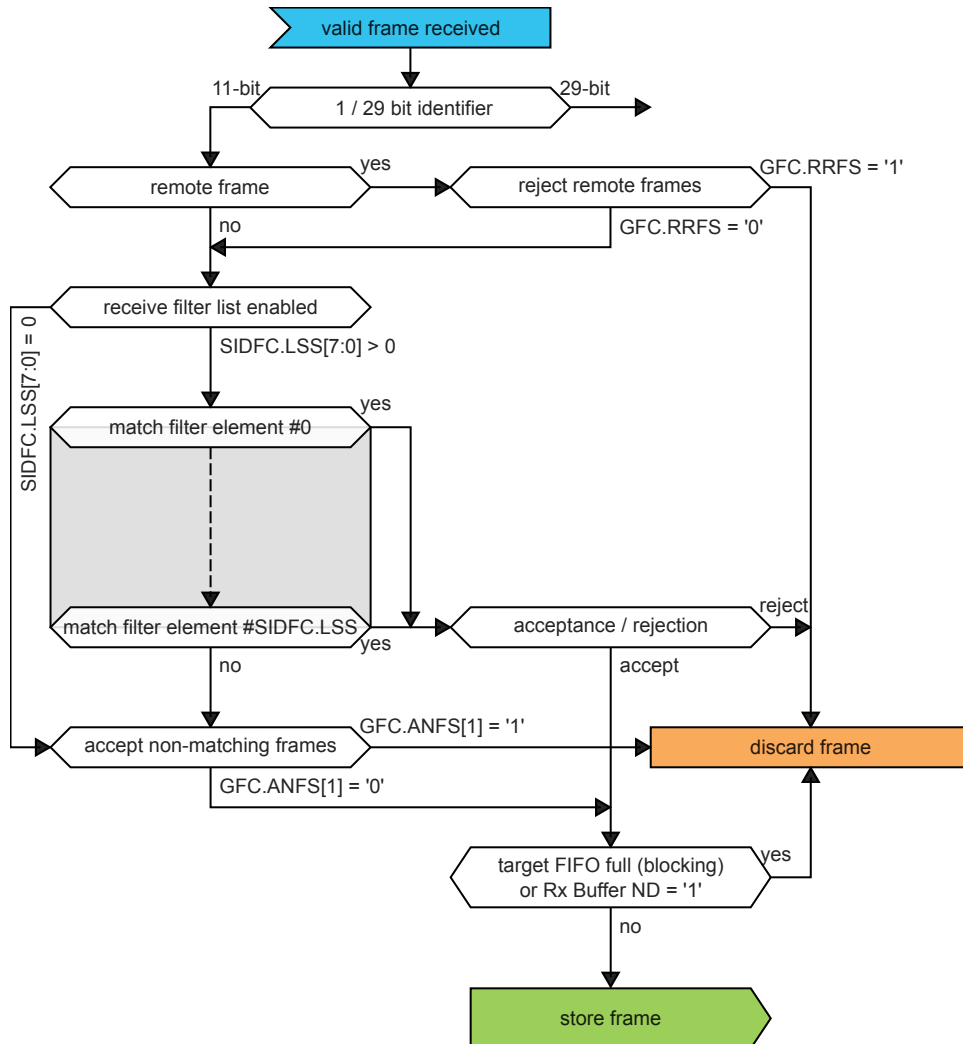 valid frame received
11-bit
29-bit
1 / 29 bit identifier
yes
GFC.RRFS = '1'
remote frame
reject remote frames
no
GFC.RRFS = '0'
receive filter list enabled
SIDFC.LSS[7:0] = 0
SIDFC.LSS[7:0] > 0
yes
match filter element #0
reject
match filter element #SIDFC.LSS
acceptance / rejection
yes
no
accept
GFC.ANFS[1] = '1'
accept non-matching frames
discard frame
GFC.ANFS[1] = '0'
yes
target FIFO full (blocking)
or Rx Buffer ND = '1'
no
store frame